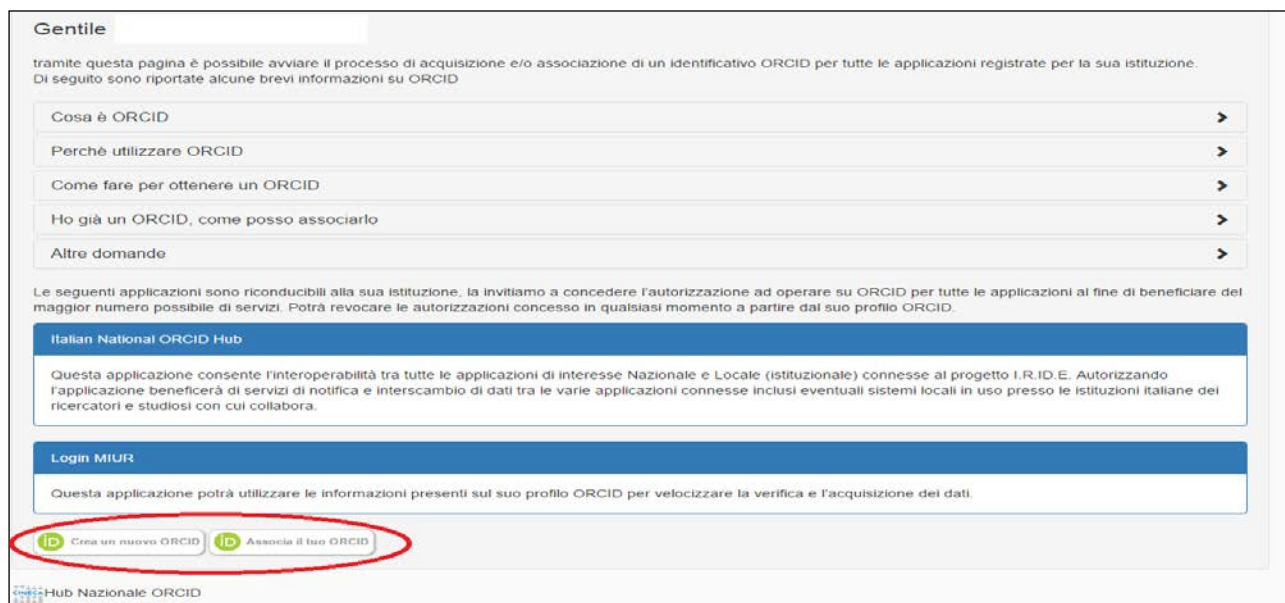 Gentile
tramite questa pagina è possibile avviare il processo di acquisizione e/o associazione di un identificativo ORCID per tutte le applicazioni registrate per la sua istituzione.
Di seguito sono riportate alcune brevi informazioni su ORCID
Cosa è ORCID
Perchè utilizzare ORCID
Come fare per ottenere un ORCID
Ho già un ORCID, come posso associarlo
Altre domande
Le seguenti applicazioni sono riconducibili alla sua istituzione, la invitiamo a concedere l'autorizzazione ad operare su ORCID per tutte le applicazioni al fine di beneficiare del
maggior numero possibile di servizi. Potrà revocare le autorizzazioni concesso in qualsiasi momento a partire dal suo profilo ORCID.
Italian National ORCID Hub
Questa applicazione consente l'interoperabilità tra tutte le applicazioni di interesse Nazionale e Locale (istituzionale) connesse al progetto I.R.ID.E. Autorizzando
l'applicazione beneficerà di servizi di notifica e interscambio di dati tra le varie applicazioni connesse inclusi eventuali sistemi locali in uso presso le istituzioni italiane dei
ricercatori e studiosi con cui collabora.
Login MIUR
Questa applicazione potrà utilizzare le informazioni presenti sul suo profilo ORCID per velocizzare la verifica e l'acquisizione dei dati.
iD Crea un nuovo ORCID iD Associa il tuo ORCID
CINECA Hub Nazionale ORCID